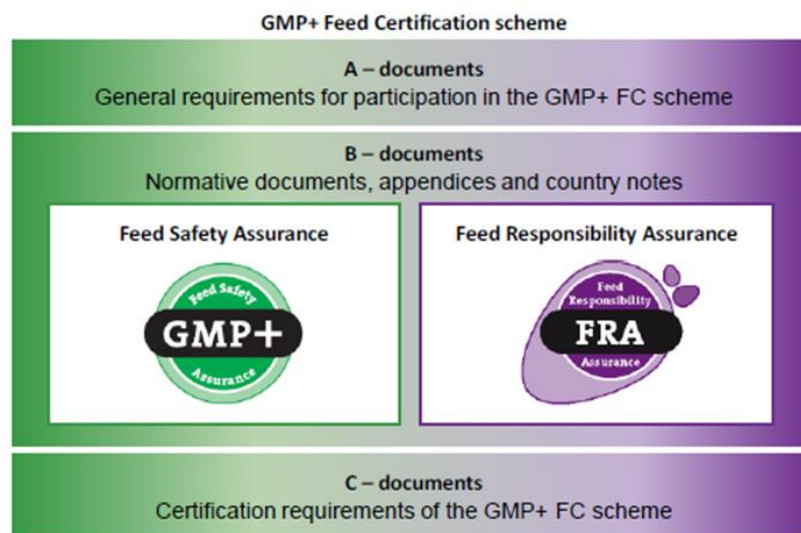 GMP+ Feed Certification scheme
A – documents
General requirements for participation in the GMP+ FC scheme
B – documents
Normative documents, appendices and country notes
Feed Safety Assurance
Feed Safety
GMP+
Assurance
Feed Responsibility Assurance
Feed
Responsibility
FRA
Assurance
C – documents
Certification requirements of the GMP+ FC scheme